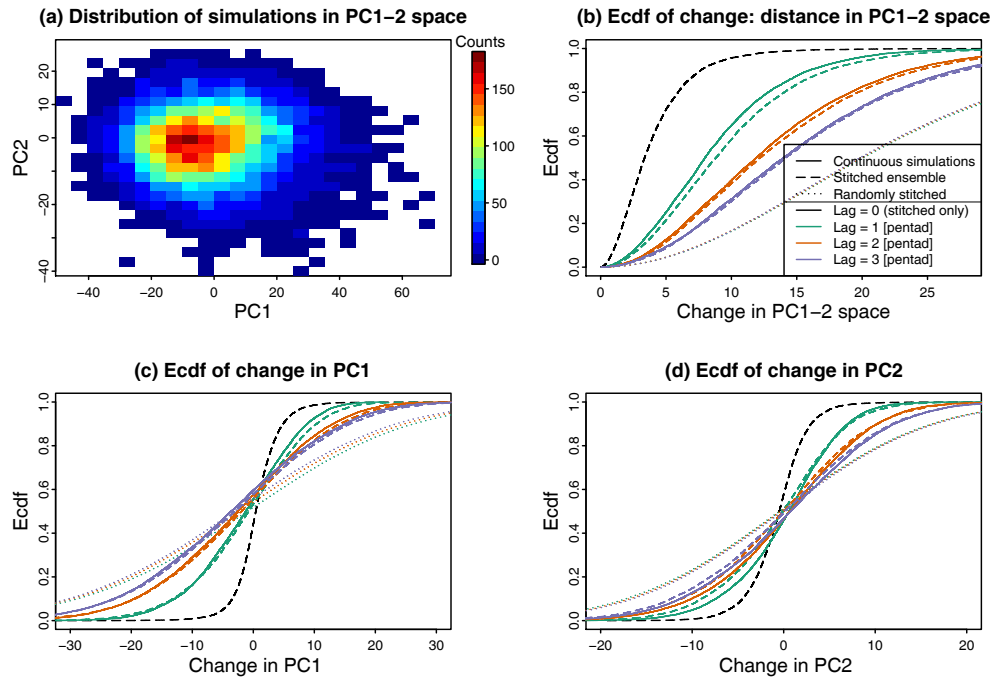 (a) Distribution of simulations in PC1−2 space
Counts
150
100
50
0
20
10
0
−20
−40
PC2
−40 −20 0 20 40 60
PC1
(b) Ecdf of change: distance in PC1−2 space
1.0
0.8
0.6
0.4
0.2
0.0
Ecdf
Continuous simulations
Stitched ensemble
Randomly stitched
Lag = 0 (stitched only)
Lag = 1 [pentad]
Lag = 2 [pentad]
Lag = 3 [pentad]
0 5 10 15 20 25
Change in PC1−2 space
(c) Ecdf of change in PC1
1.0
0.8
0.6
0.4
0.2
0.0
Ecdf
−30 −20 −10 0 10 20 30
Change in PC1
(d) Ecdf of change in PC2
1.0
0.8
0.6
0.4
0.2
0.0
Ecdf
−20 −10 0 10 20
Change in PC2